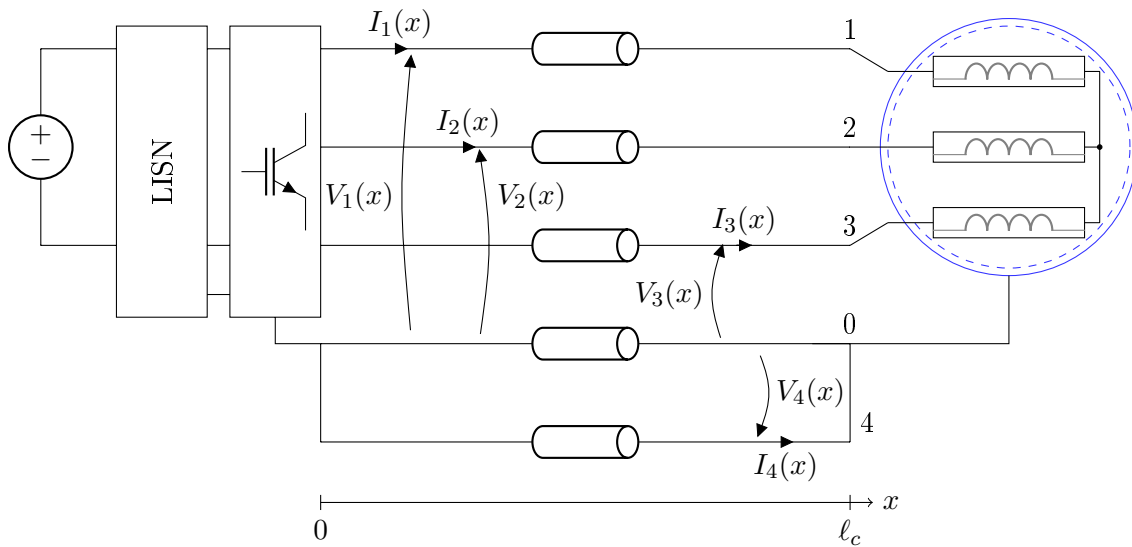 I_1(x)
1
+
−
LISN
I_2(x)
2
V_1(x)
V_2(x)
I_3(x)
3
V_3(x)
0
V_4(x)
4
I_4(x)
x
0
ℓ_c